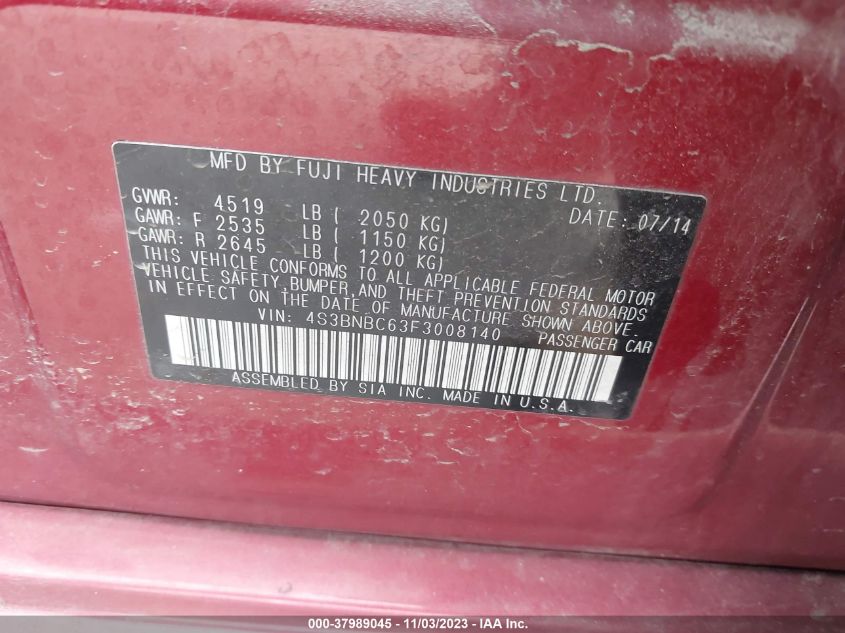 MFD BY FUJI HEAVY INDUSTRIES LTD.
GVWR: 4519 LB ( 2050 KG) DATE: 07/14
GAWR: F 2535 LB ( 1150 KG)
GAWR: R 2645 LB ( 1200 KG)
THIS VEHICLE CONFORMS TO ALL APPLICABLE FEDERAL MOTOR
VEHICLE SAFETY, BUMPER, AND THEFT PREVENTION STANDARDS
IN EFFECT ON THE DATE OF MANUFACTURE SHOWN ABOVE.
VIN: 4S3BNBC63F3008140 PASSENGER CAR
ASSEMBLED BY SIA INC. MADE IN U.S.A.
000-37989045 - 11/03/2023 - IAA Inc.